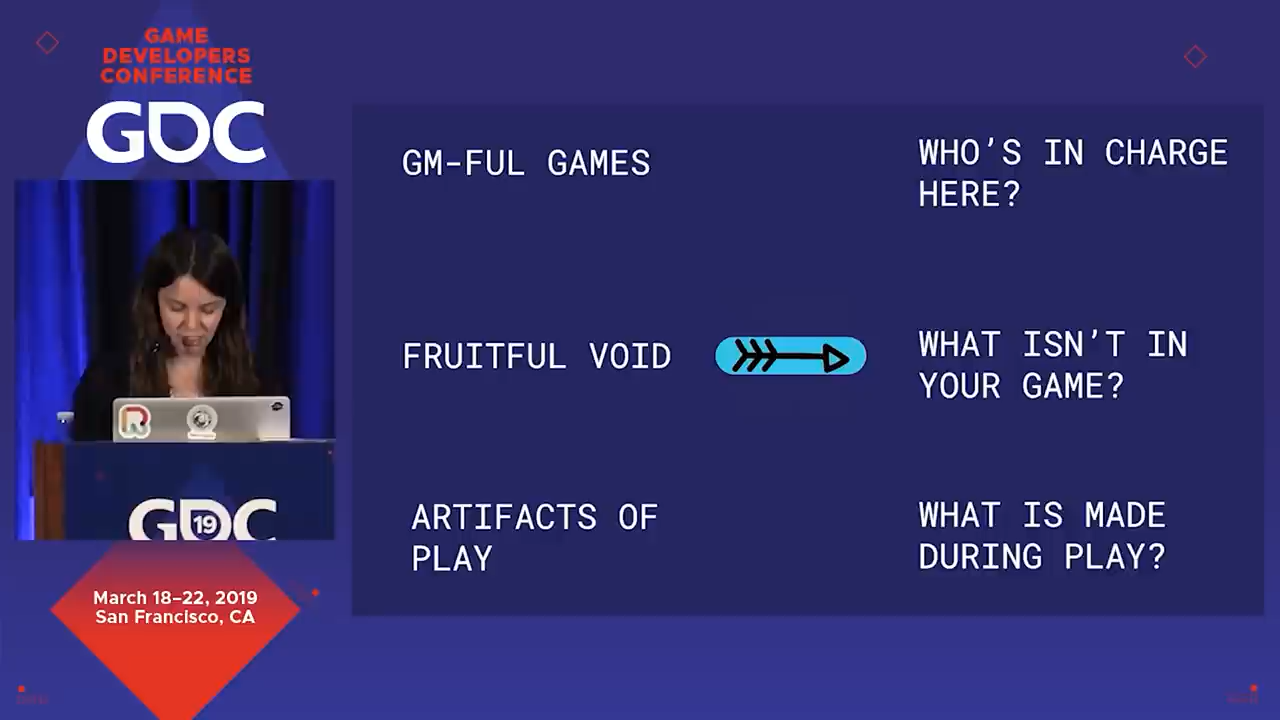 GAME
DEVELOPERS
CONFERENCE
GDC
GM-FUL GAMES
WHO'S IN CHARGE
HERE?
FRUITFUL VOID
WHAT ISN'T IN
YOUR GAME?
ARTIFACTS OF
PLAY
WHAT IS MADE
DURING PLAY?
GDC
19
March 18–22, 2019
San Francisco, CA